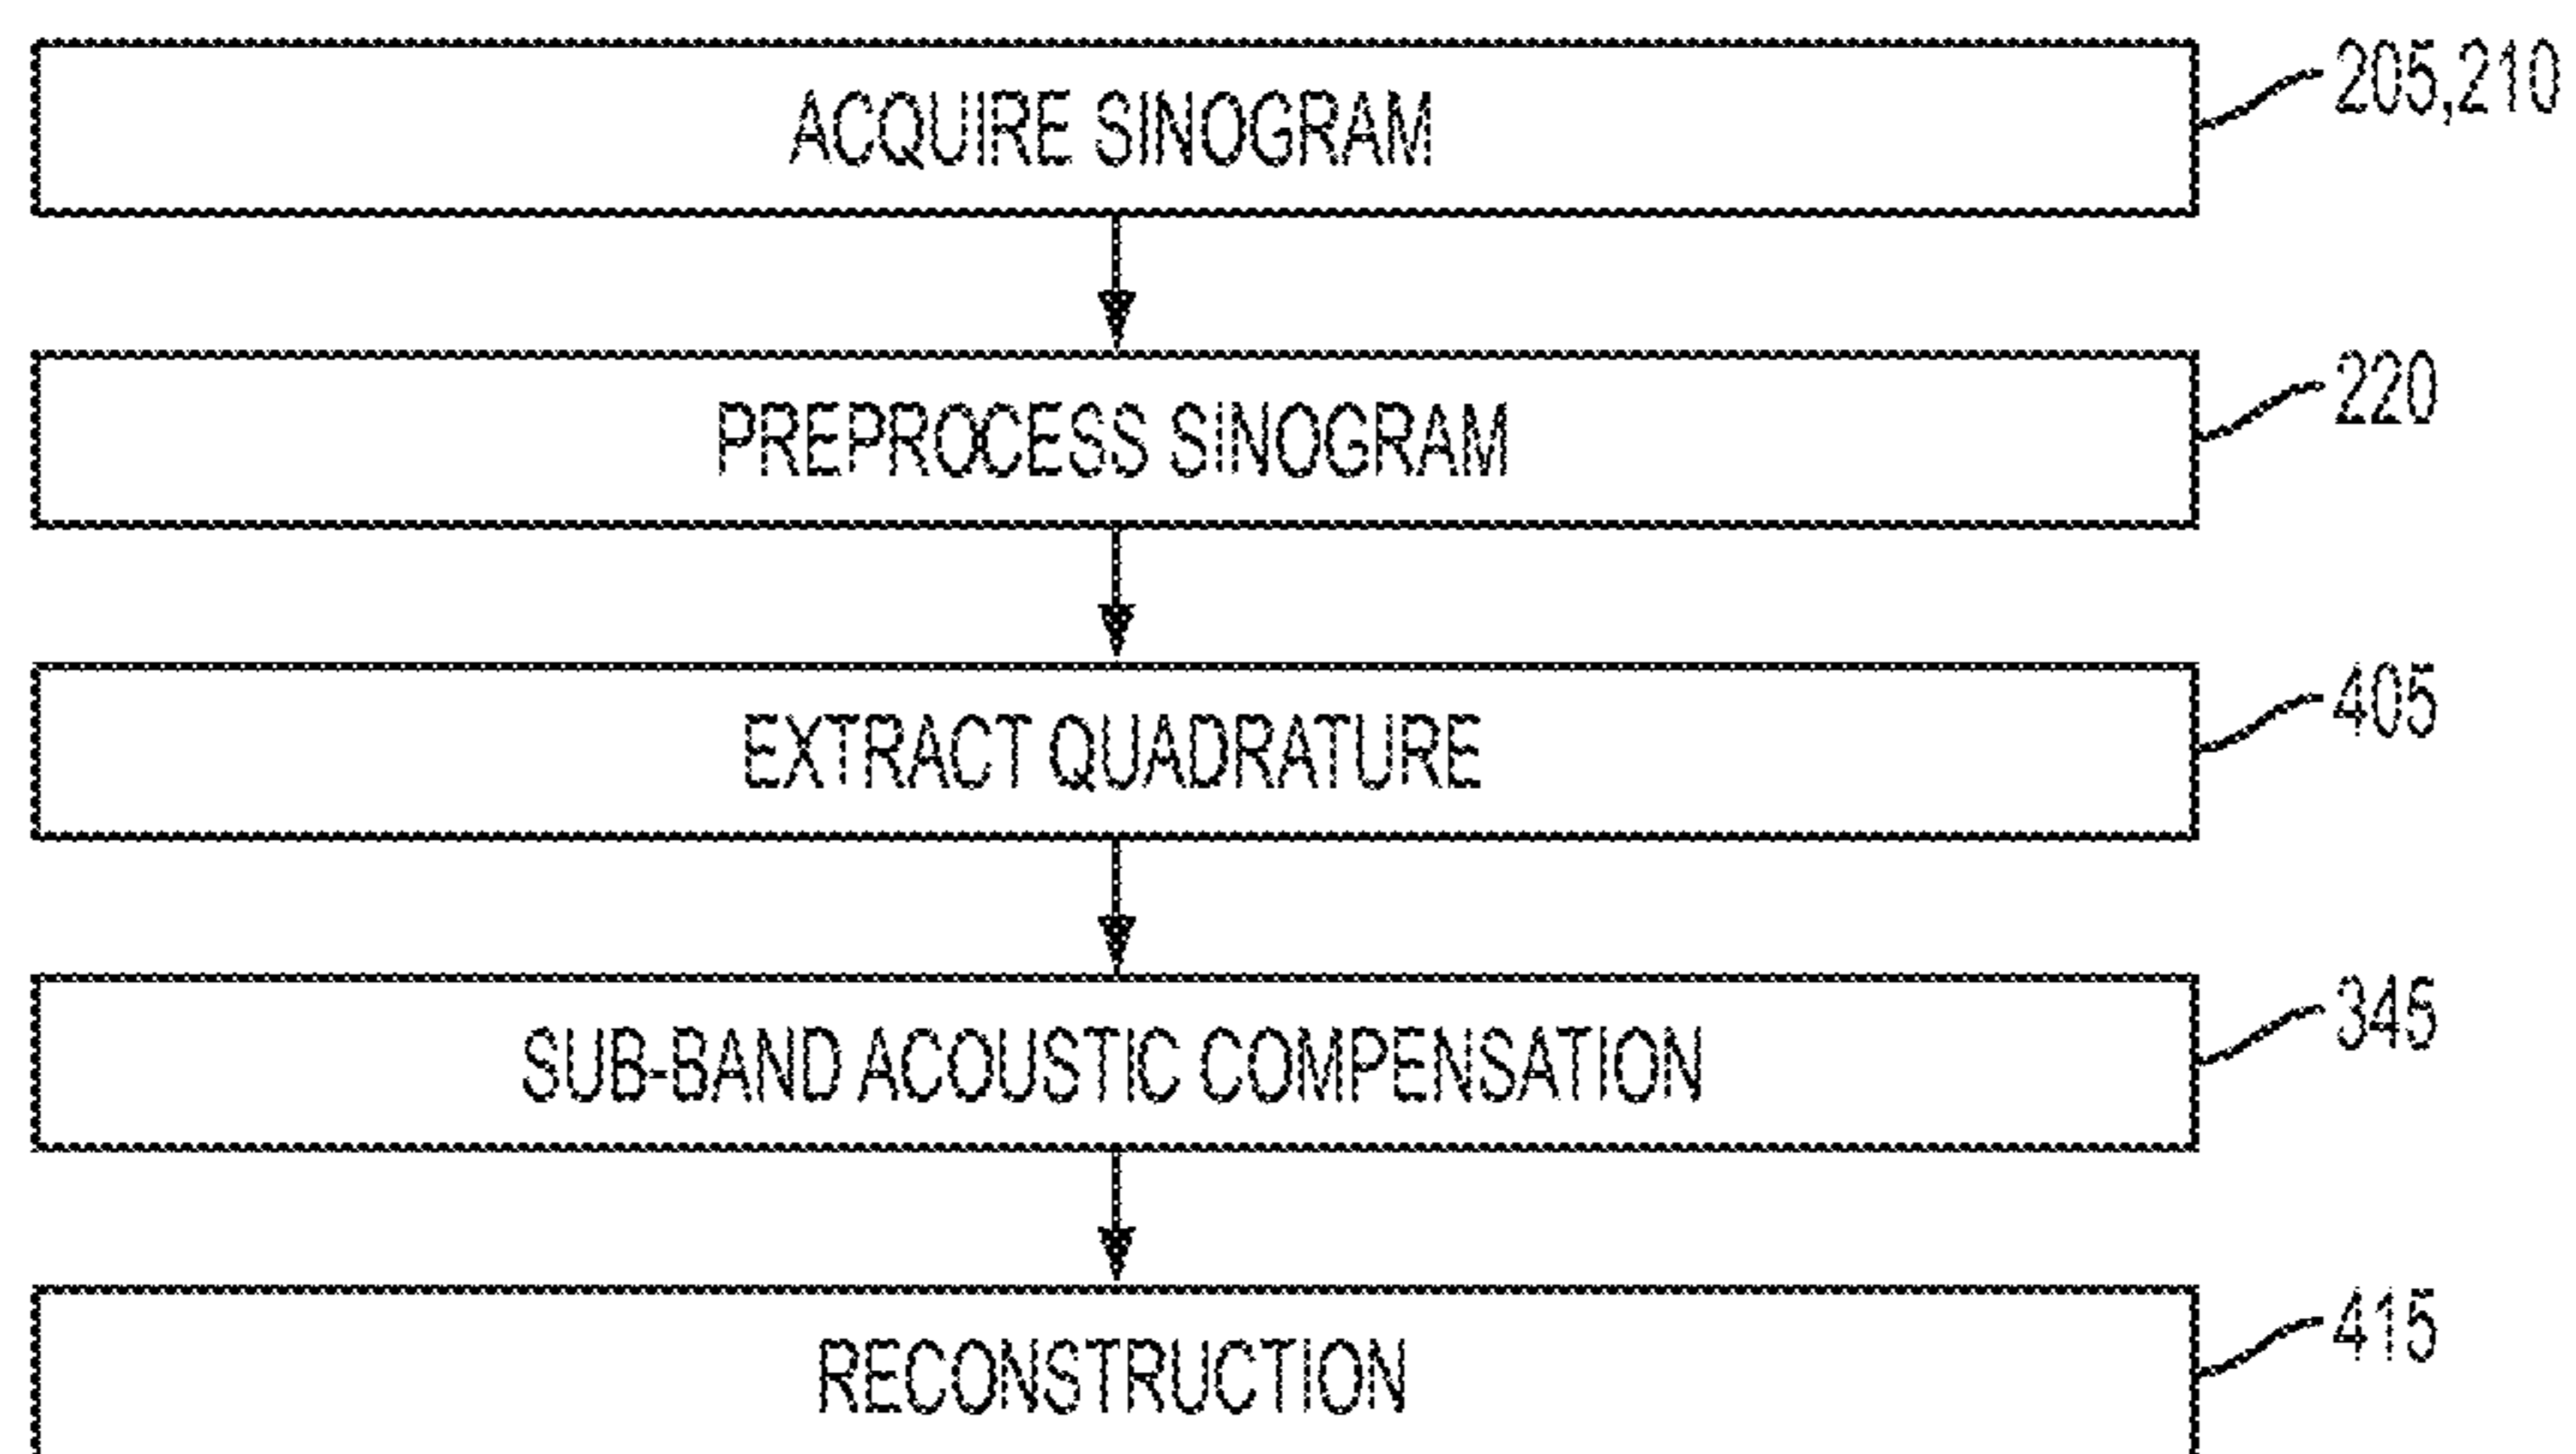 ACQUIRE SINOGRAM 205,210
PREPROCESS SINOGRAM 220
EXTRACT QUADRATURE 405
SUB-BAND ACOUSTIC COMPENSATION 345
RECONSTRUCTION 415